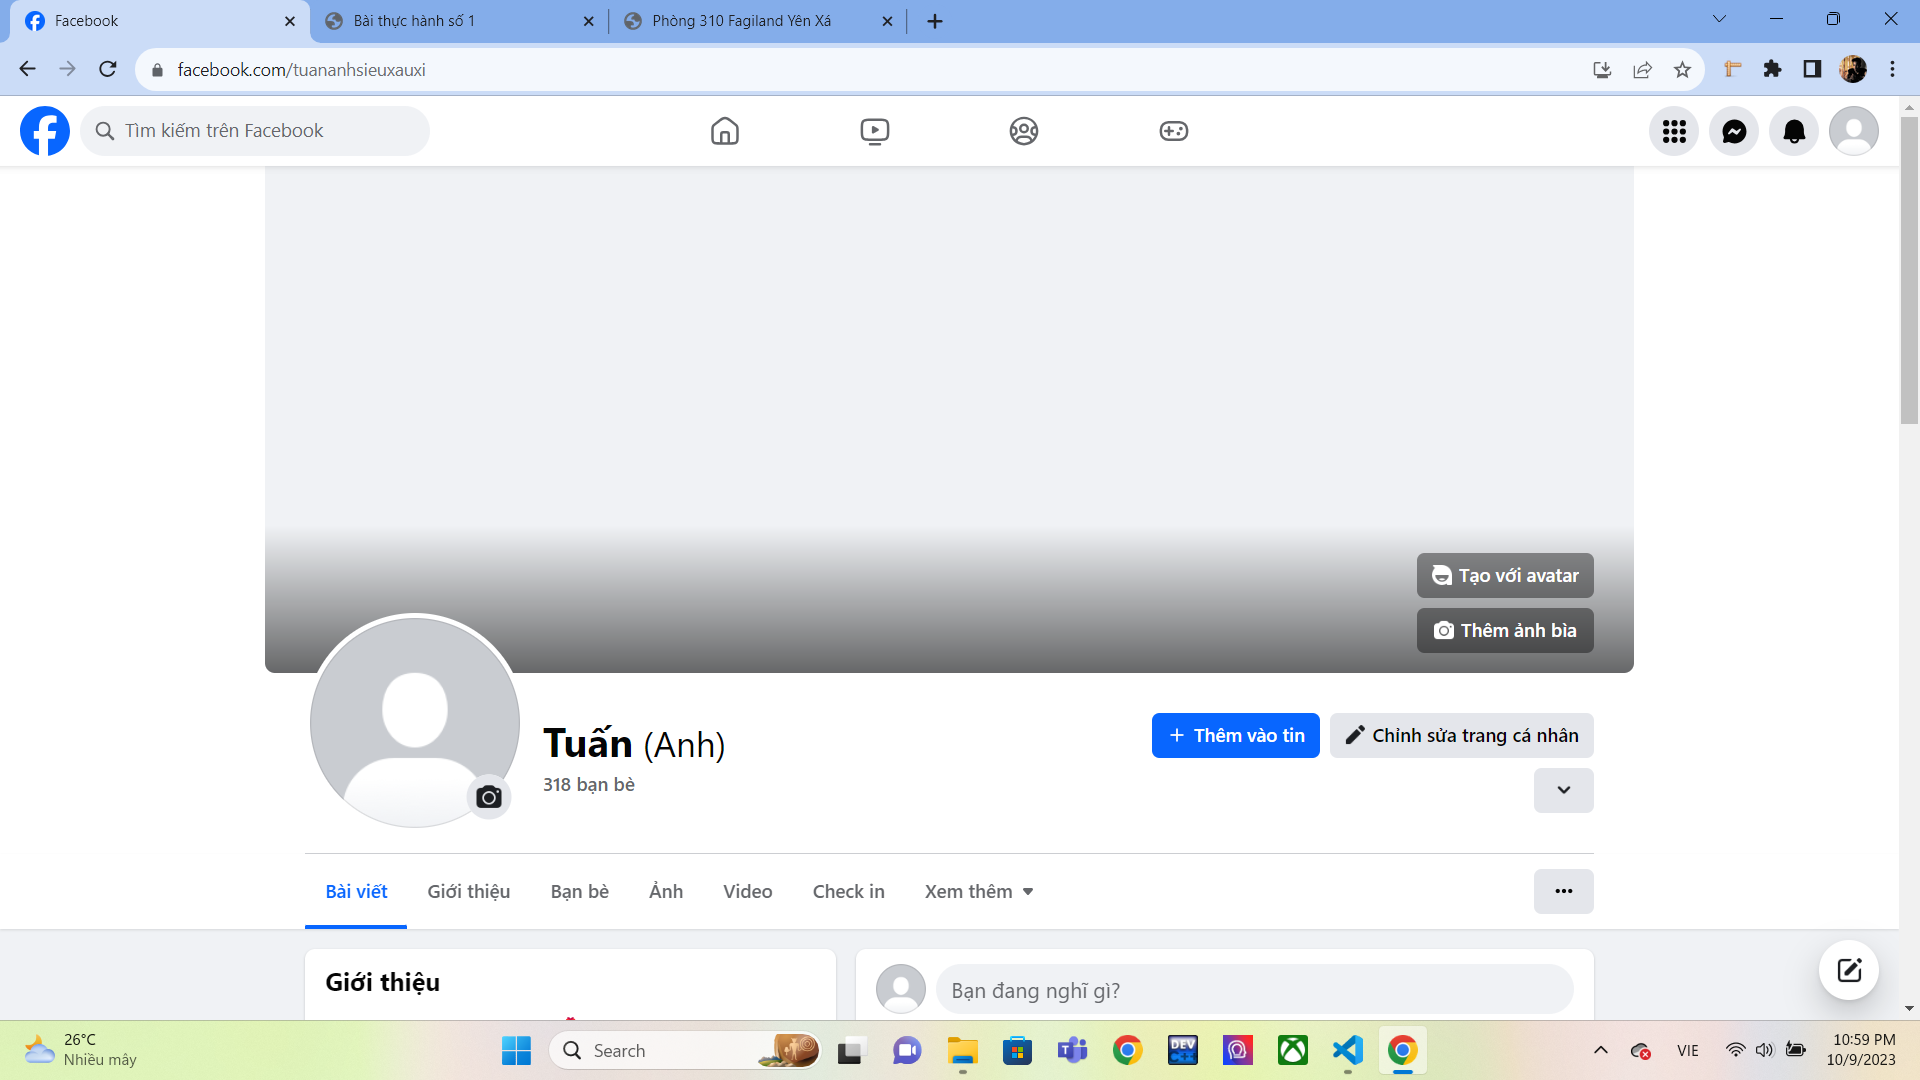 Facebook
Bài thực hành số 1
Phòng 310 Fagiland Yên Xá
facebook.com/tuananhsieuxauxi
Tìm kiếm trên Facebook
Tạo với avatar
Thêm ảnh bìa
Tuấn (Anh)
318 bạn bè
Thêm vào tin
Chỉnh sửa trang cá nhân
Bài viết
Giới thiệu
Bạn bè
Ảnh
Video
Check in
Xem thêm
Giới thiệu
Bạn đang nghĩ gì?
26°C
Nhiều mây
Search
DEV
VIE
10:59 PM
10/9/2023